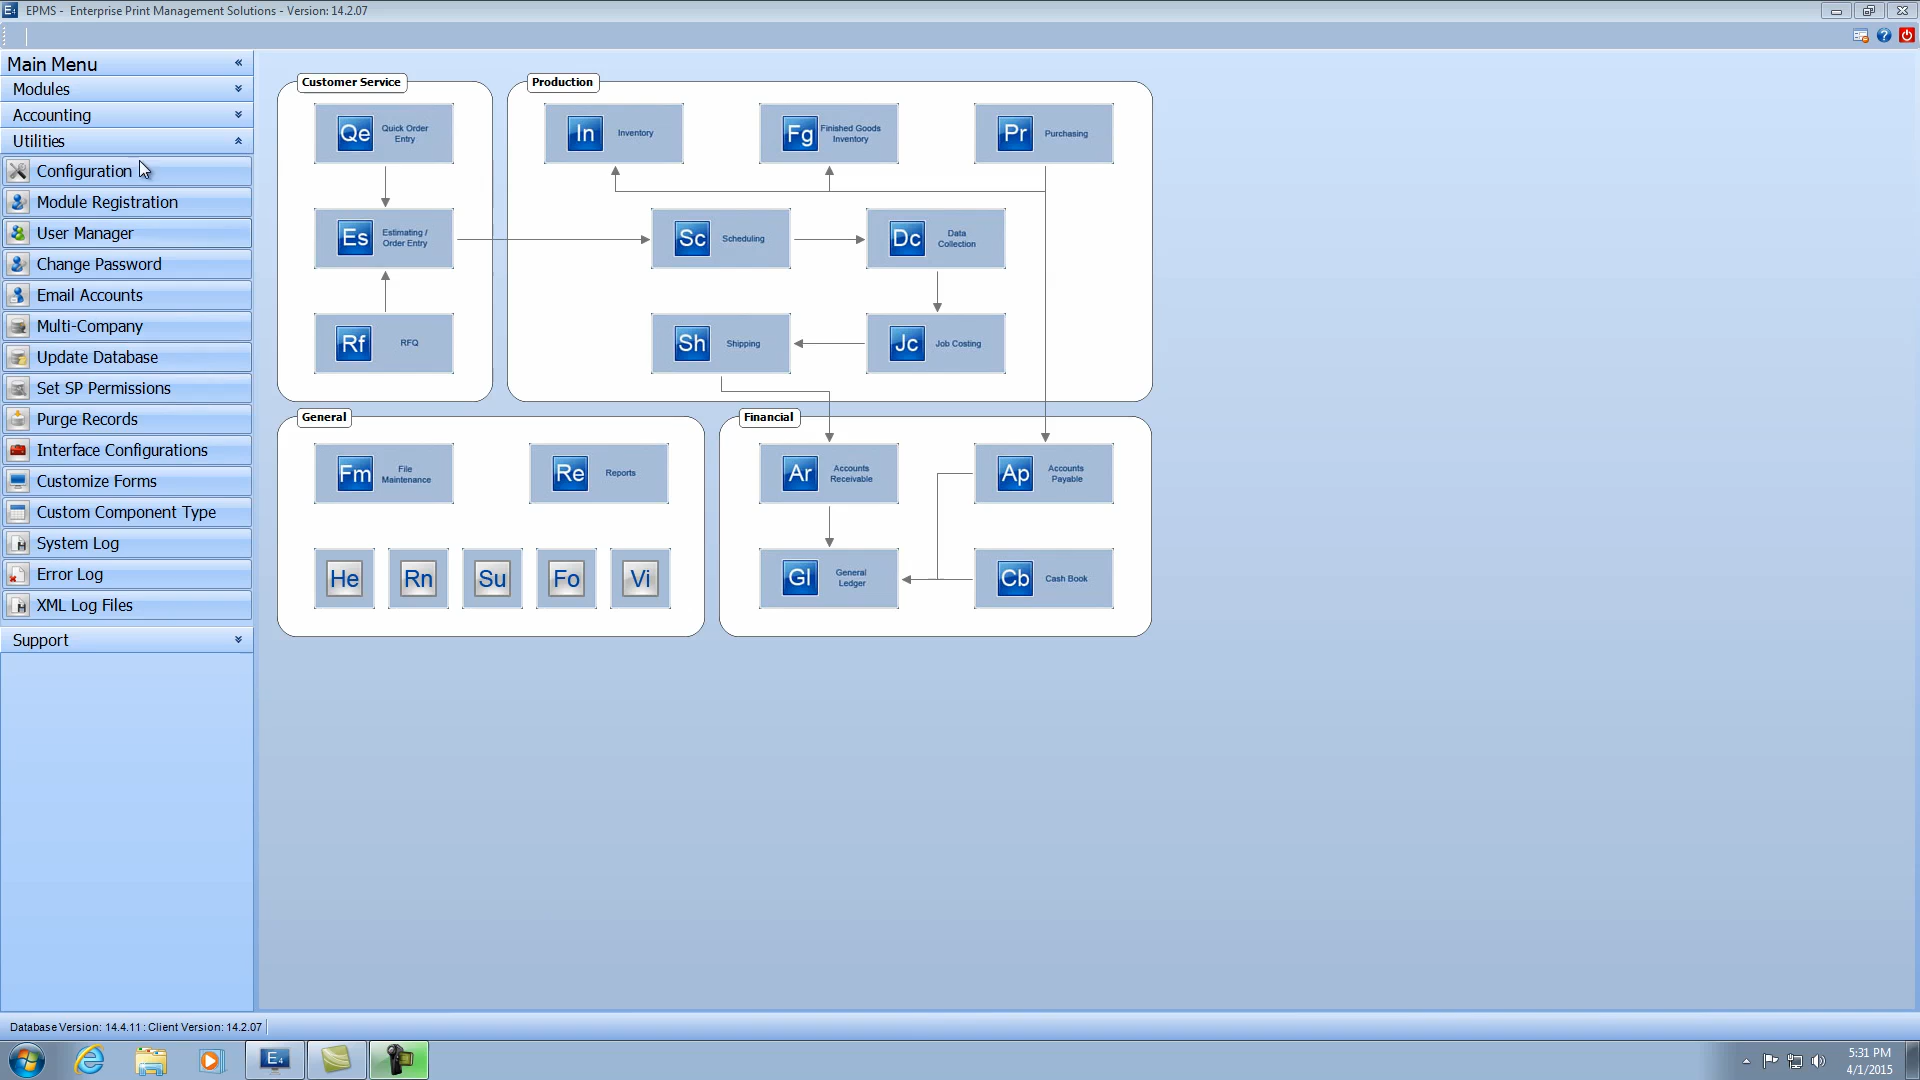 EPMS - Enterprise Print Management Solutions - Version: 14.2.07
Main Menu
Modules
Accounting
Utilities
Configuration
Module Registration
User Manager
Change Password
Email Accounts
Multi-Company
Update Database
Set SP Permissions
Purge Records
Interface Configurations
Customize Forms
Custom Component Type
System Log
Error Log
XML Log Files
Support
Customer Service
Qe
Quick Order
Entry
Es
Estimating /
Order Entry
Rf
RFQ
Production
In
Inventory
Fg
Finished Goods
Inventory
Pr
Purchasing
Sc
Scheduling
Dc
Data
Collection
Sh
Shipping
Jc
Job Costing
General
Fm
File
Maintenance
Re
Reports
He
Rn
Su
Fo
Vi
Financial
Ar
Accounts
Receivable
Ap
Accounts
Payable
Gl
General
Ledger
Cb
Cash Book
Database Version: 14.4.11 : Client Version: 14.2.07
5:31 PM
4/1/2015